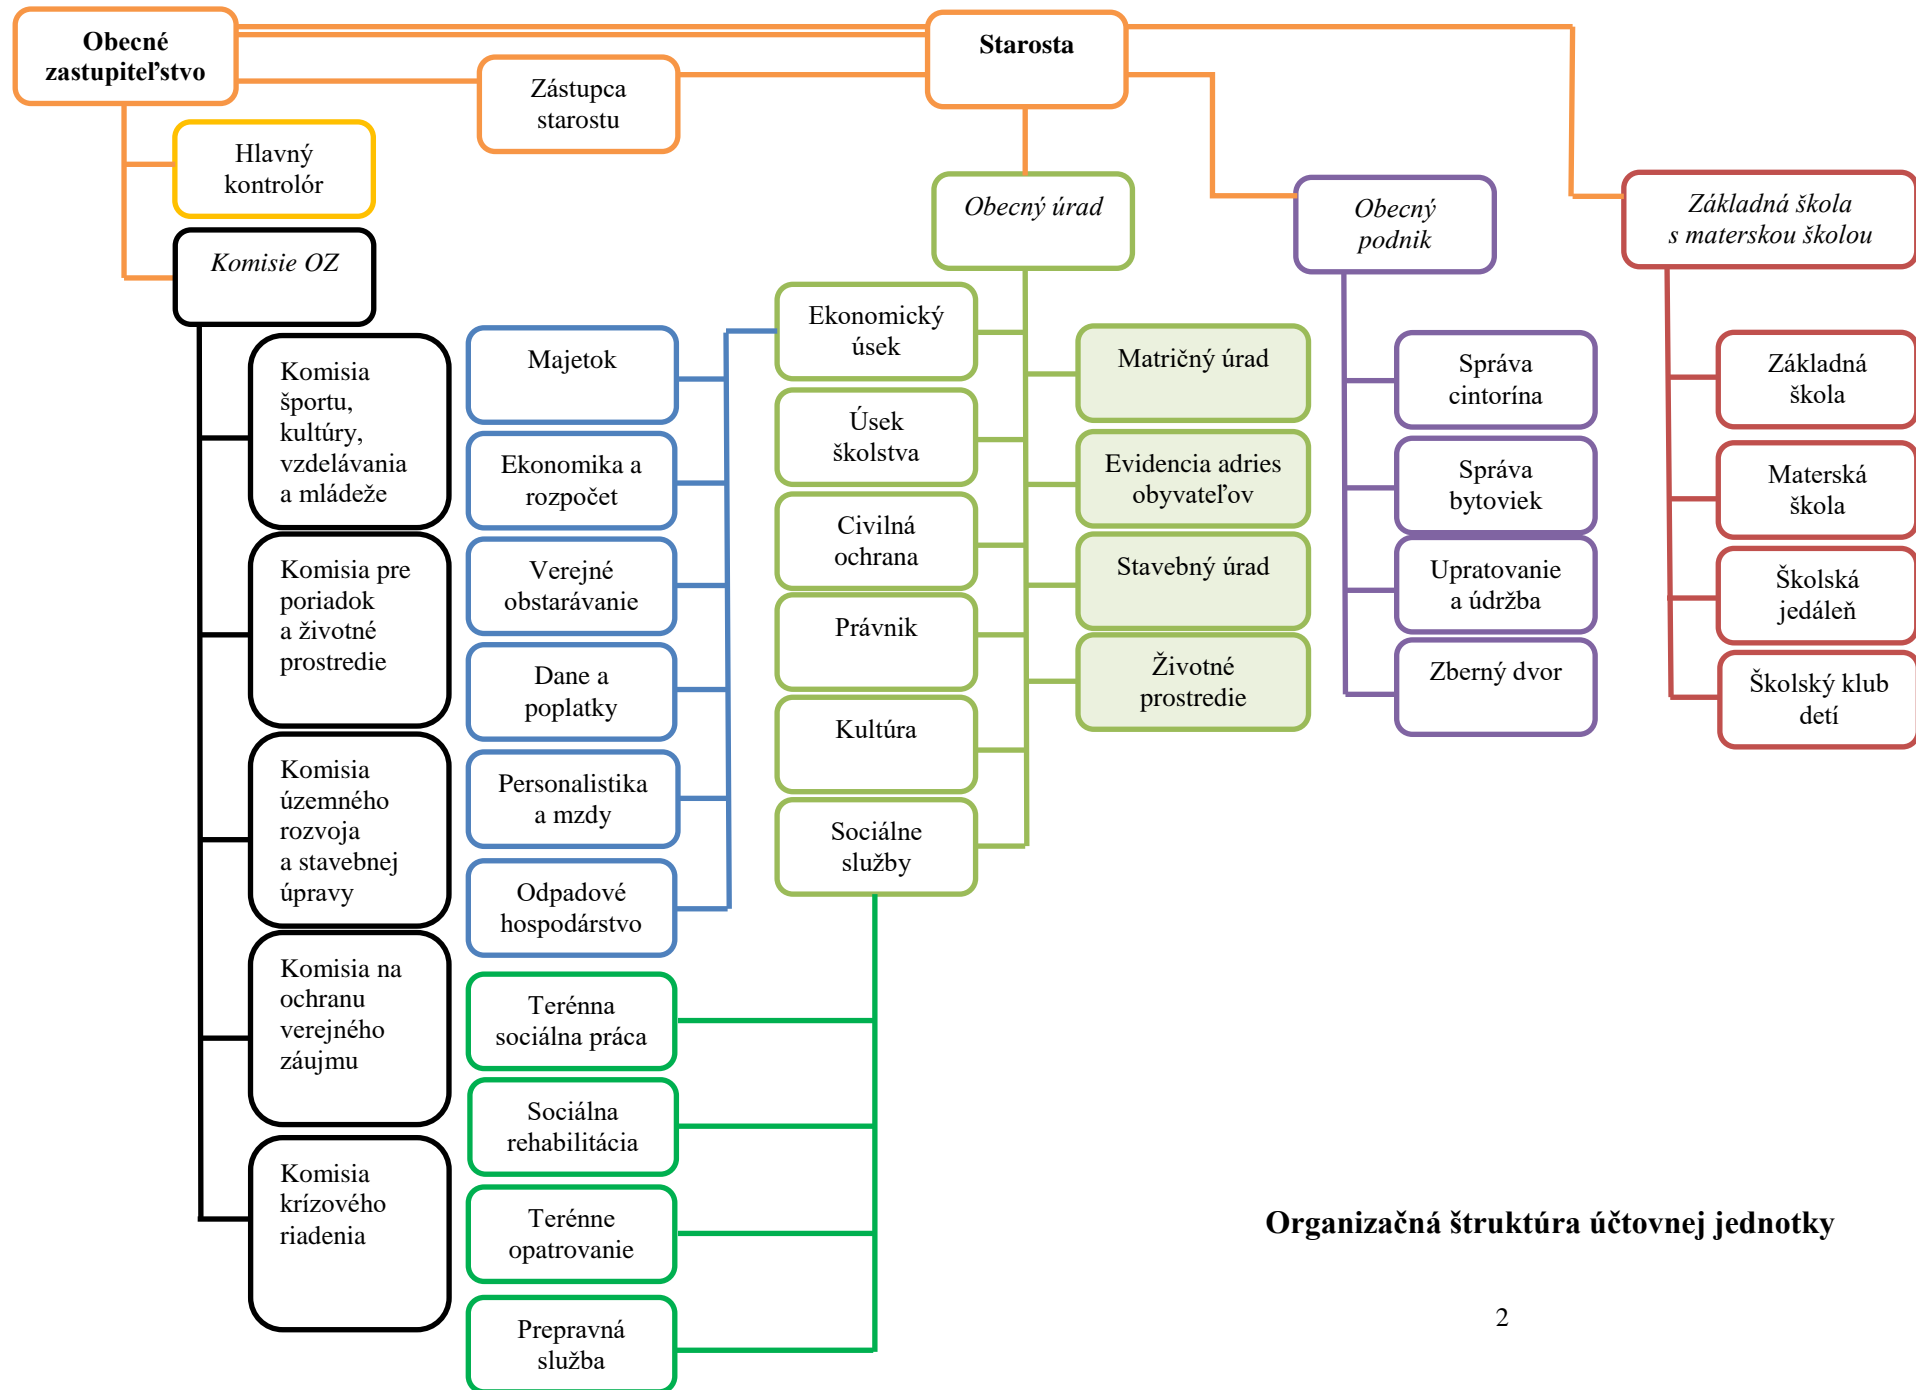 Obecné
zastupiteľstvo
Starosta
Zástupca
starostu
Hlavný
kontrolór
Komisie OZ
Obecný úrad
Obecný
podnik
Základná škola
s materskou školou
Komisia
športu,
kultúry,
vzdelávania
a mládeže
Komisia pre
poriadok
a životné
prostredie
Komisia
územného
rozvoja
a stavebnej
úpravy
Komisia na
ochranu
verejného
záujmu
Komisia
krízového
riadenia
Majetok
Ekonomika a
rozpočet
Verejné
obstarávanie
Dane a
poplatky
Personalistika
a mzdy
Odpadové
hospodárstvo
Terénna
sociálna práca
Sociálna
rehabilitácia
Terénne
opatrovanie
Prepravná
služba
Ekonomický
úsek
Úsek
školstva
Civilná
ochrana
Právnik
Kultúra
Sociálne
služby
Matričný úrad
Evidencia adries
obyvateľov
Stavebný úrad
Životné
prostredie
Správa
cintorína
Správa
bytoviek
Upratovanie
a údržba
Zberný dvor
Základná
škola
Materská
škola
Školská
jedáleň
Školský klub
detí
Organizačná štruktúra účtovnej jednotky
2